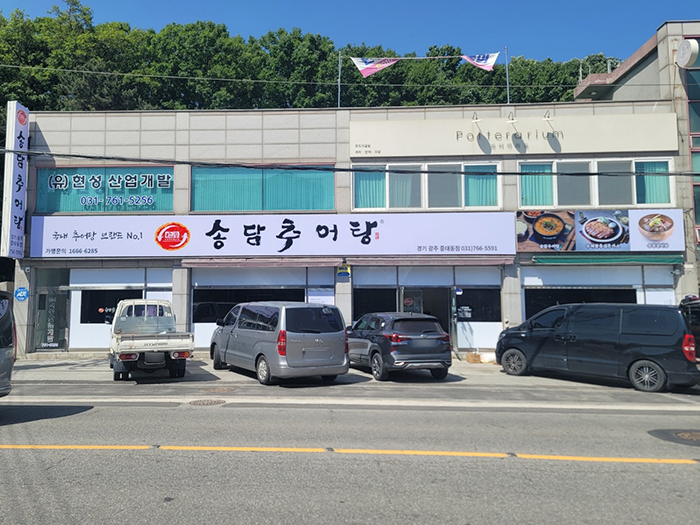 송담추어탕
(유)현성 산업개발
031-761-5256
Potterarium
국내 추어탕 브랜드 No.1
가맹문의 1666-6285
송담추어탕
경기 광주 중대동점 031)766-5591